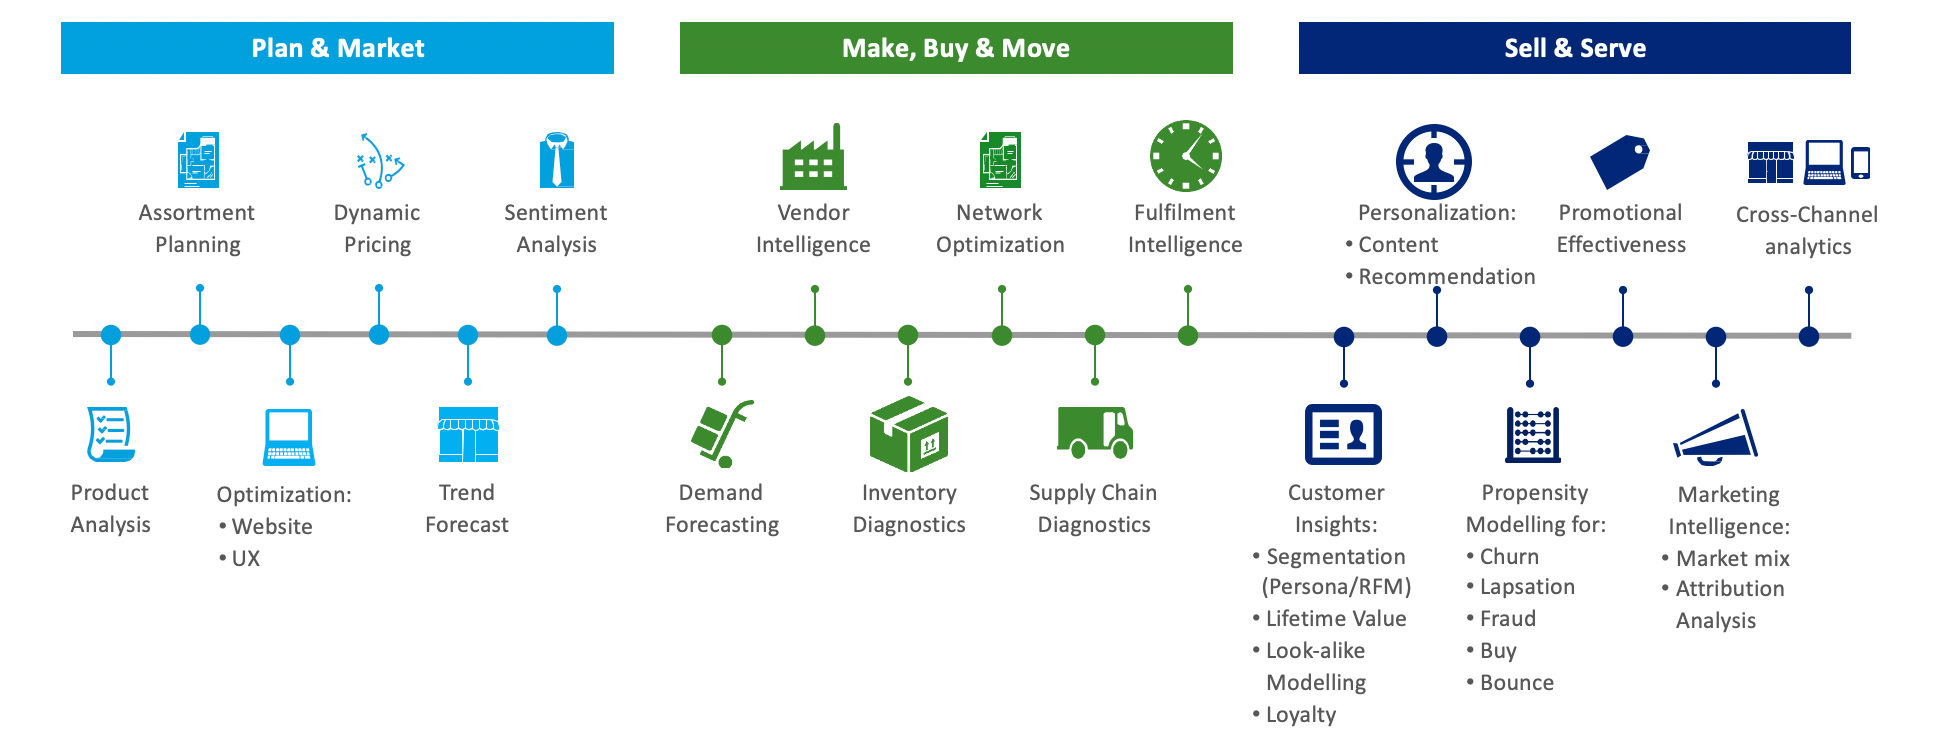 Plan & Market
Make, Buy & Move
Sell & Serve
Assortment
Planning
Dynamic
Pricing
Sentiment
Analysis
Vendor
Intelligence
Network
Optimization
Fulfilment
Intelligence
Personalization:
• Content
• Recommendation
Promotional
Effectiveness
Cross-Channel
analytics
Product
Analysis
Optimization:
• Website
• UX
Trend
Forecast
Demand
Forecasting
Inventory
Diagnostics
Supply Chain
Diagnostics
Customer
Insights:
• Segmentation
(Persona/RFM)
• Lifetime Value
• Look-alike
Modelling
• Loyalty
Propensity
Modelling for:
• Churn
• Lapsation
• Fraud
• Buy
• Bounce
Marketing
Intelligence:
• Market mix
• Attribution
Analysis